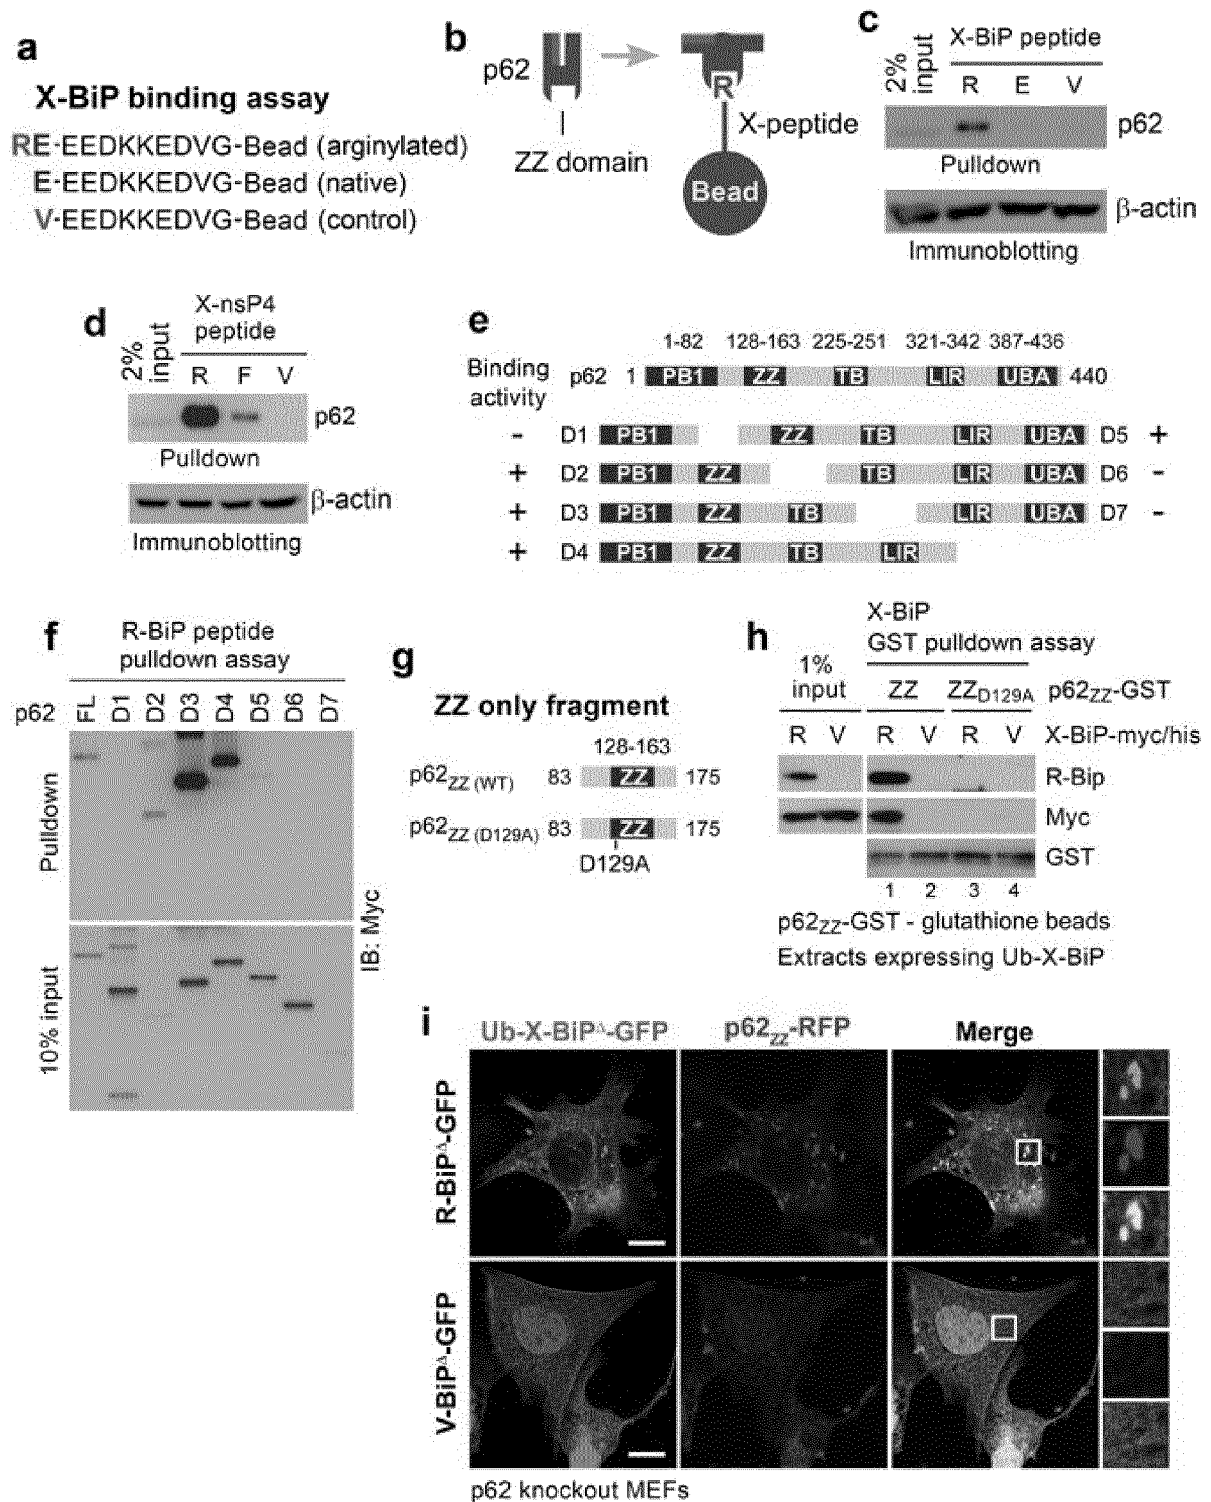 a
X-BiP binding assay
RE-EEDKKEDVG-Bead (arginylated)
E-EEDKKEDVG-Bead (native)
V-EEDKKEDVG-Bead (control)
b
p62
ZZ domain
R
X-peptide
Bead
c
2% input
X-BiP peptide
R E V
p62
Pulldown
β-actin
Immunoblotting
d
2% input
X-nsP4
peptide
R F V
p62
Pulldown
β-actin
Immunoblotting
e
1-82 128-163 225-251 321-342 387-436
Binding
activity
p62 1 PB1 ZZ TB LIR UBA 440
- D1 PB1 ZZ TB LIR UBA D5 +
+ D2 PB1 ZZ TB LIR UBA D6 -
+ D3 PB1 ZZ TB LIR UBA D7 -
+ D4 PB1 ZZ TB LIR
f
R-BiP peptide
pulldown assay
p62 FL D1 D2 D3 D4 D5 D6 D7
Pulldown
10% input
IB: Myc
g
ZZ only fragment
128-163
p62ZZ (WT) 83 ZZ 175
p62ZZ (D129A) 83 ZZ 175
D129A
h
X-BiP
GST pulldown assay
1%
input
ZZ ZZD129A p62ZZ-GST
R V R V R V X-BiP-myc/his
R-Bip
Myc
GST
1 2 3 4
p62ZZ-GST - glutathione beads
Extracts expressing Ub-X-BiP
i
Ub-X-BiPΔ-GFP p62ZZ-RFP Merge
R-BiPΔ-GFP
V-BiPΔ-GFP
p62 knockout MEFs